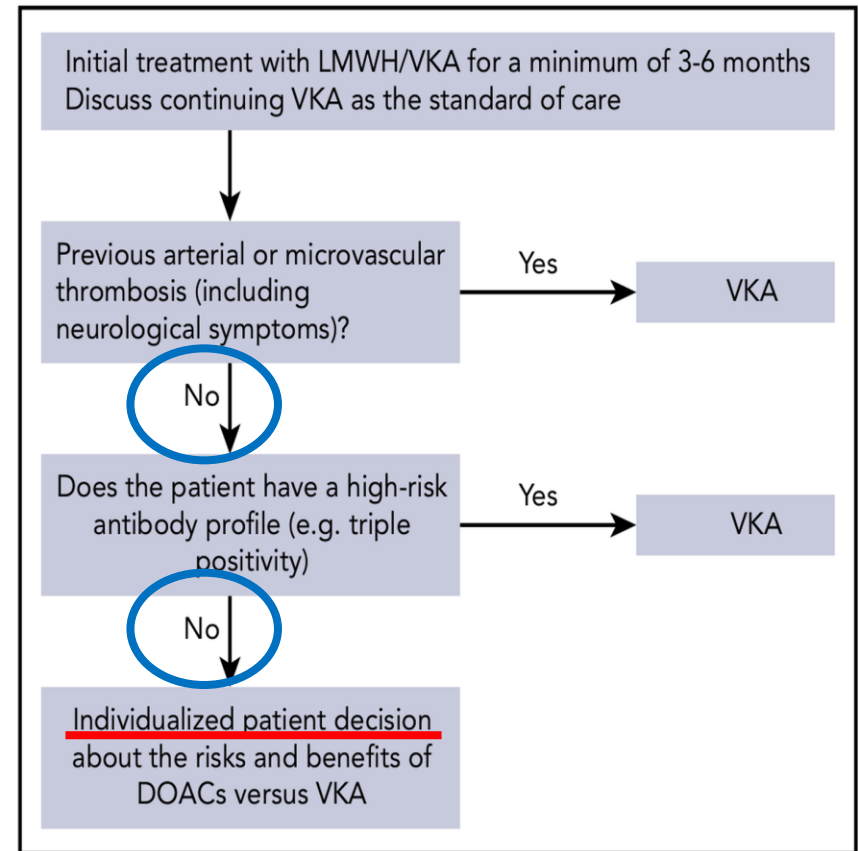 Initial treatment with LMWH/VKA for a minimum of 3-6 months
Discuss continuing VKA as the standard of care
Previous arterial or microvascular
thrombosis (including
neurological symptoms)?
Yes
VKA
No
Does the patient have a high-risk
antibody profile (e.g. triple
positivity)
Yes
VKA
No
Individualized patient decision
about the risks and benefits of
DOACs versus VKA